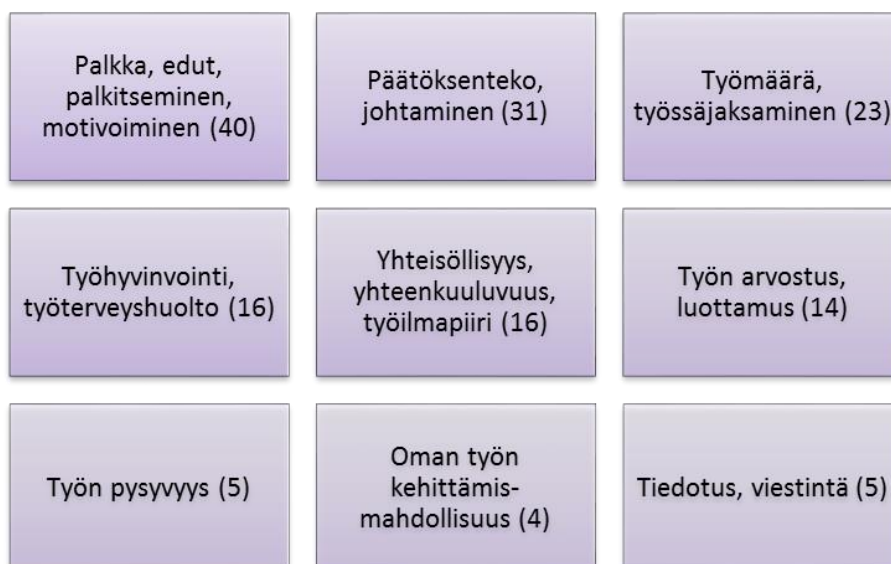 Palkka, edut,
palkitseminen,
motivoiminen (40)
Päätöksenteko,
johtaminen (31)
Työmäärä,
työssäjaksaminen (23)
Työhyvinvointi,
työterveyshuolto (16)
Yhteisöllisyys,
yhteenkuuluvuus,
työilmapiiri (16)
Työn arvostus,
luottamus (14)
Työn pysyvyys (5)
Oman työn
kehittämis-
mahdollisuus (4)
Tiedotus, viestintä (5)